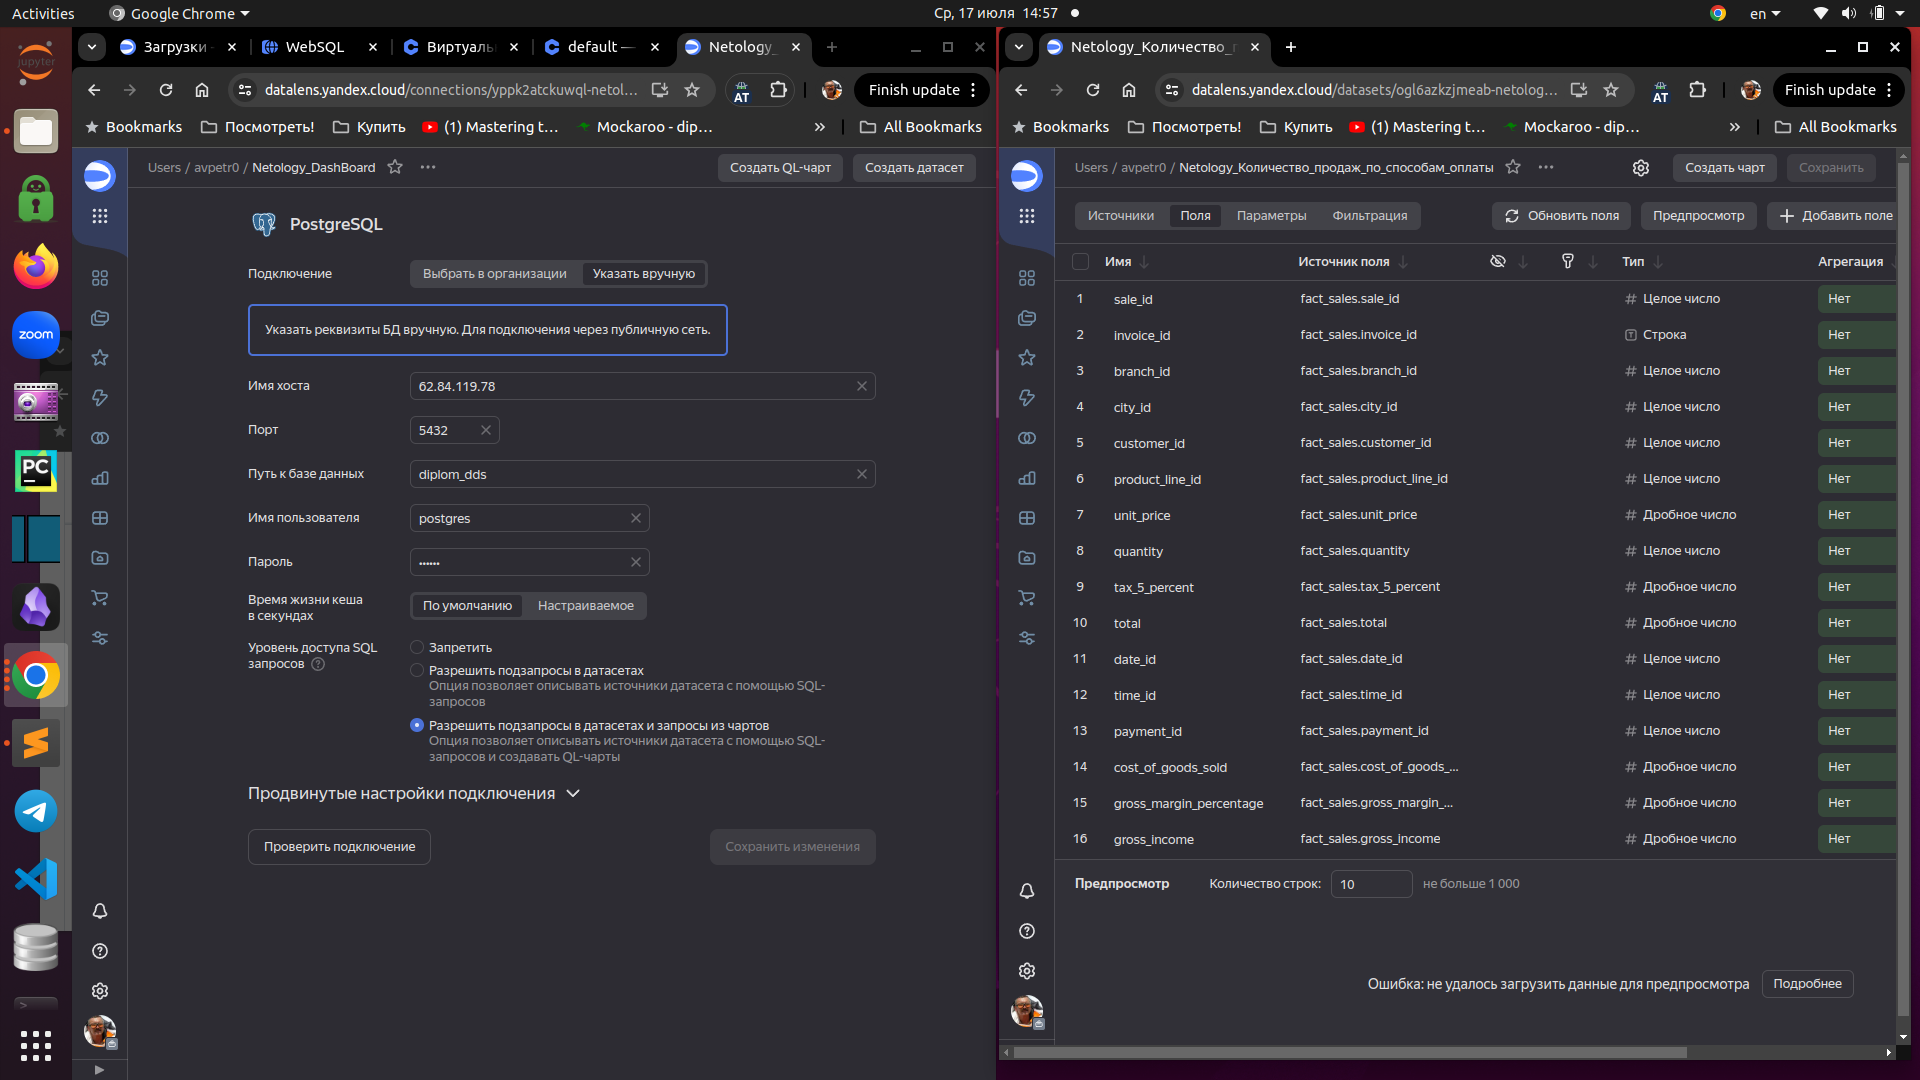 Activities
Google Chrome
Ср, 17 июля 14:57
en
Загрузки
WebSQL
Виртуаль
default —
Netology_
datalens.yandex.cloud/connections/yppk2atckuwql-netol...
AT
Finish update
Bookmarks
Посмотреть!
Купить
(1) Mastering t...
Mockaroo - dip...
»
All Bookmarks
Users / avpetr0 / Netology_DashBoard
Создать QL-чарт
Создать датасет
PostgreSQL
Подключение
Выбрать в организации
Указать вручную
Указать реквизиты БД вручную. Для подключения через публичную сеть.
Имя хоста
62.84.119.78
Порт
5432
Путь к базе данных
diplom_dds
Имя пользователя
postgres
Пароль
••••••
Время жизни кеша
в секундах
По умолчанию
Настраиваемое
Уровень доступа SQL
запросов
Запретить
Разрешить подзапросы в датасетах
Опция позволяет описывать источники датасета с помощью SQL-
запросов
Разрешить подзапросы в датасетах и запросы из чартов
Опция позволяет описывать источники датасета с помощью SQL-
запросов и создавать QL-чарты
Продвинутые настройки подключения
Проверить подключение
Сохранить изменения
jupyter
zoom
PC
Netology_Количество_
datalens.yandex.cloud/datasets/ogl6azkzjmeab-netolog...
AT
Finish update
Bookmarks
Посмотреть!
Купить
(1) Mastering t...
Mockaroo - dip...
»
All Bookmarks
Users / avpetr0 / Netology_Количество_продаж_по_способам_оплаты
Создать чарт
Сохранить
Источники
Поля
Параметры
Фильтрация
Обновить поля
Предпросмотр
Добавить поле
Имя
Источник поля
Тип
Агрегация
1 sale_id fact_sales.sale_id # Целое число Нет
2 invoice_id fact_sales.invoice_id Строка Нет
3 branch_id fact_sales.branch_id # Целое число Нет
4 city_id fact_sales.city_id # Целое число Нет
5 customer_id fact_sales.customer_id # Целое число Нет
6 product_line_id fact_sales.product_line_id # Целое число Нет
7 unit_price fact_sales.unit_price # Дробное число Нет
8 quantity fact_sales.quantity # Целое число Нет
9 tax_5_percent fact_sales.tax_5_percent # Дробное число Нет
10 total fact_sales.total # Дробное число Нет
11 date_id fact_sales.date_id # Целое число Нет
12 time_id fact_sales.time_id # Целое число Нет
13 payment_id fact_sales.payment_id # Целое число Нет
14 cost_of_goods_sold fact_sales.cost_of_goods_... # Дробное число Нет
15 gross_margin_percentage fact_sales.gross_margin_... # Дробное число Нет
16 gross_income fact_sales.gross_income # Дробное число Нет
Предпросмотр
Количество строк:
10
не больше 1 000
Ошибка: не удалось загрузить данные для предпросмотра
Подробнее